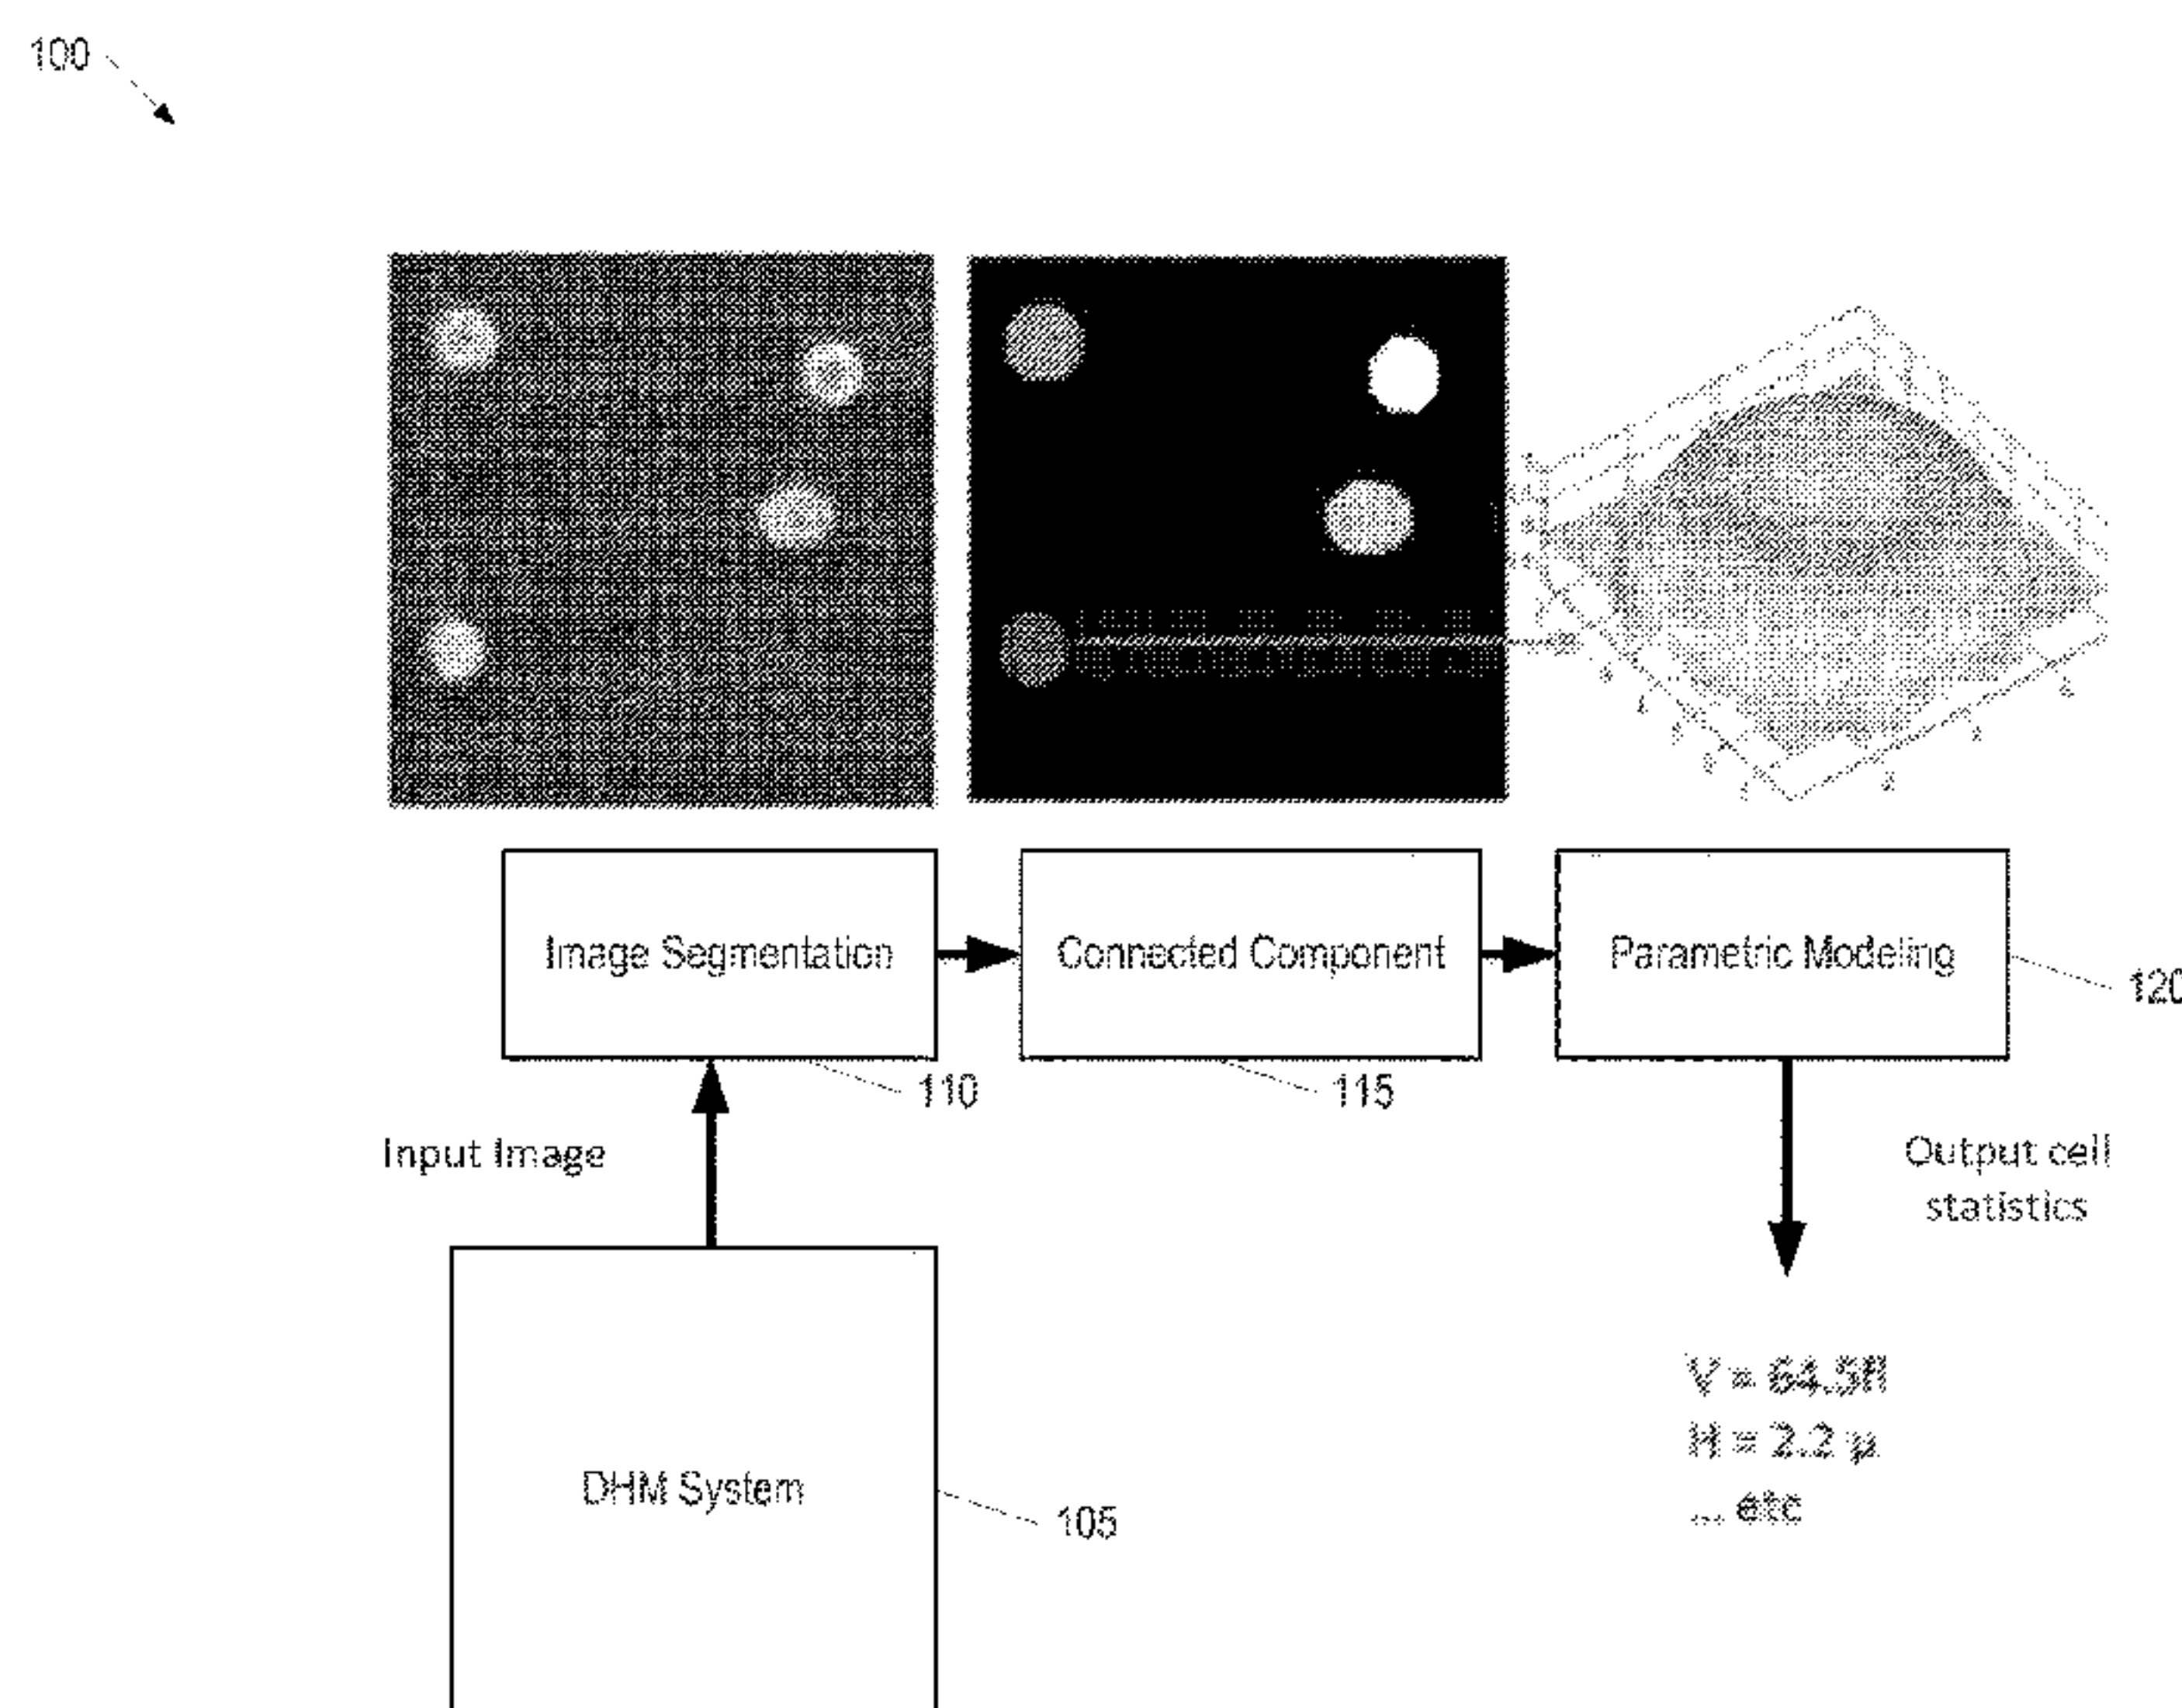 100
Image Segmentation
Connected Component
Parametric Modeling
120
110
115
Input Image
Output cell
statistics
DHM System
105
V = 64.5fl
H = 2.2 µ
... etc